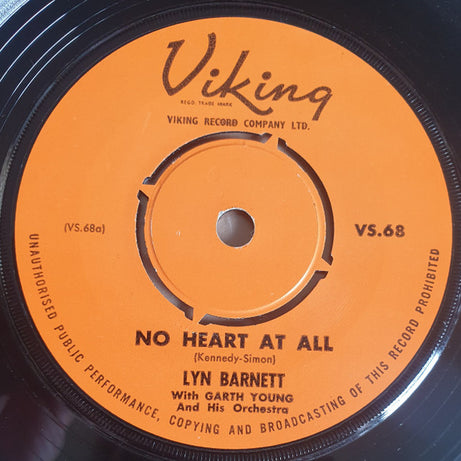 Viking
REGD. TRADE MARK
VIKING RECORD COMPANY LTD.
(VS.68a)
VS.68
NO HEART AT ALL
(Kennedy-Simon)
LYN BARNETT
With GARTH YOUNG
And His Orchestra
UNAUTHORISED PUBLIC PERFORMANCE, COPYING AND BROADCASTING OF THIS RECORD PROHIBITED